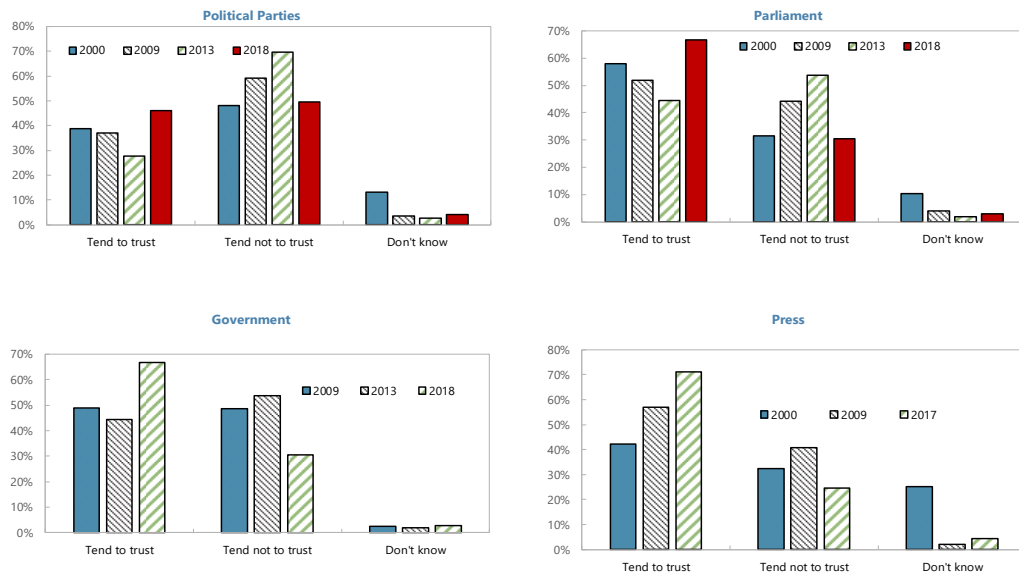 Political Parties
80%
70%
60%
50%
40%
30%
20%
10%
0%
2000 2009 2013 2018
Tend to trust Tend not to trust Don't know
Parliament
70%
60%
50%
40%
30%
20%
10%
0%
2000 2009 2013 2018
Tend to trust Tend not to trust Don't know
Government
70%
60%
50%
40%
30%
20%
10%
0%
2009 2013 2018
Tend to trust Tend not to trust Don't know
Press
80%
70%
60%
50%
40%
30%
20%
10%
0%
2000 2009 2017
Tend to trust Tend not to trust Don't know